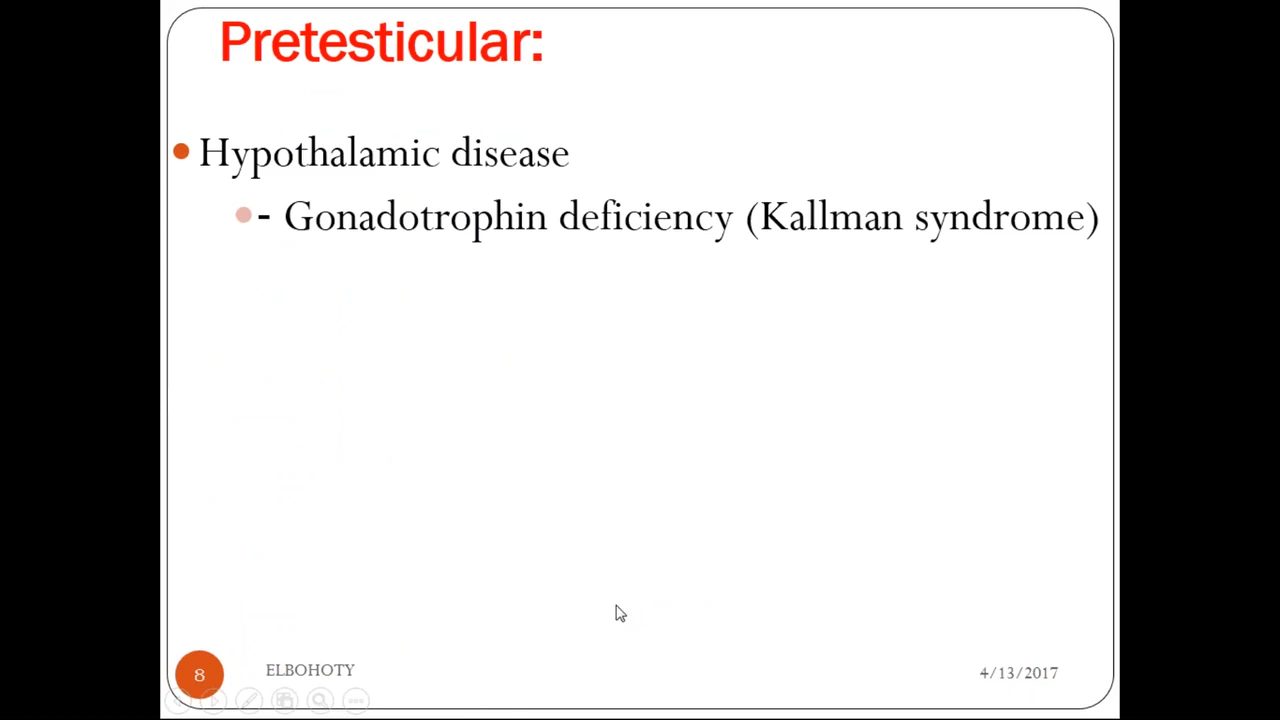 Pretesticular:
Hypothalamic disease
- Gonadotrophin deficiency (Kallman syndrome)
8
ELBOHOTY
4/13/2017